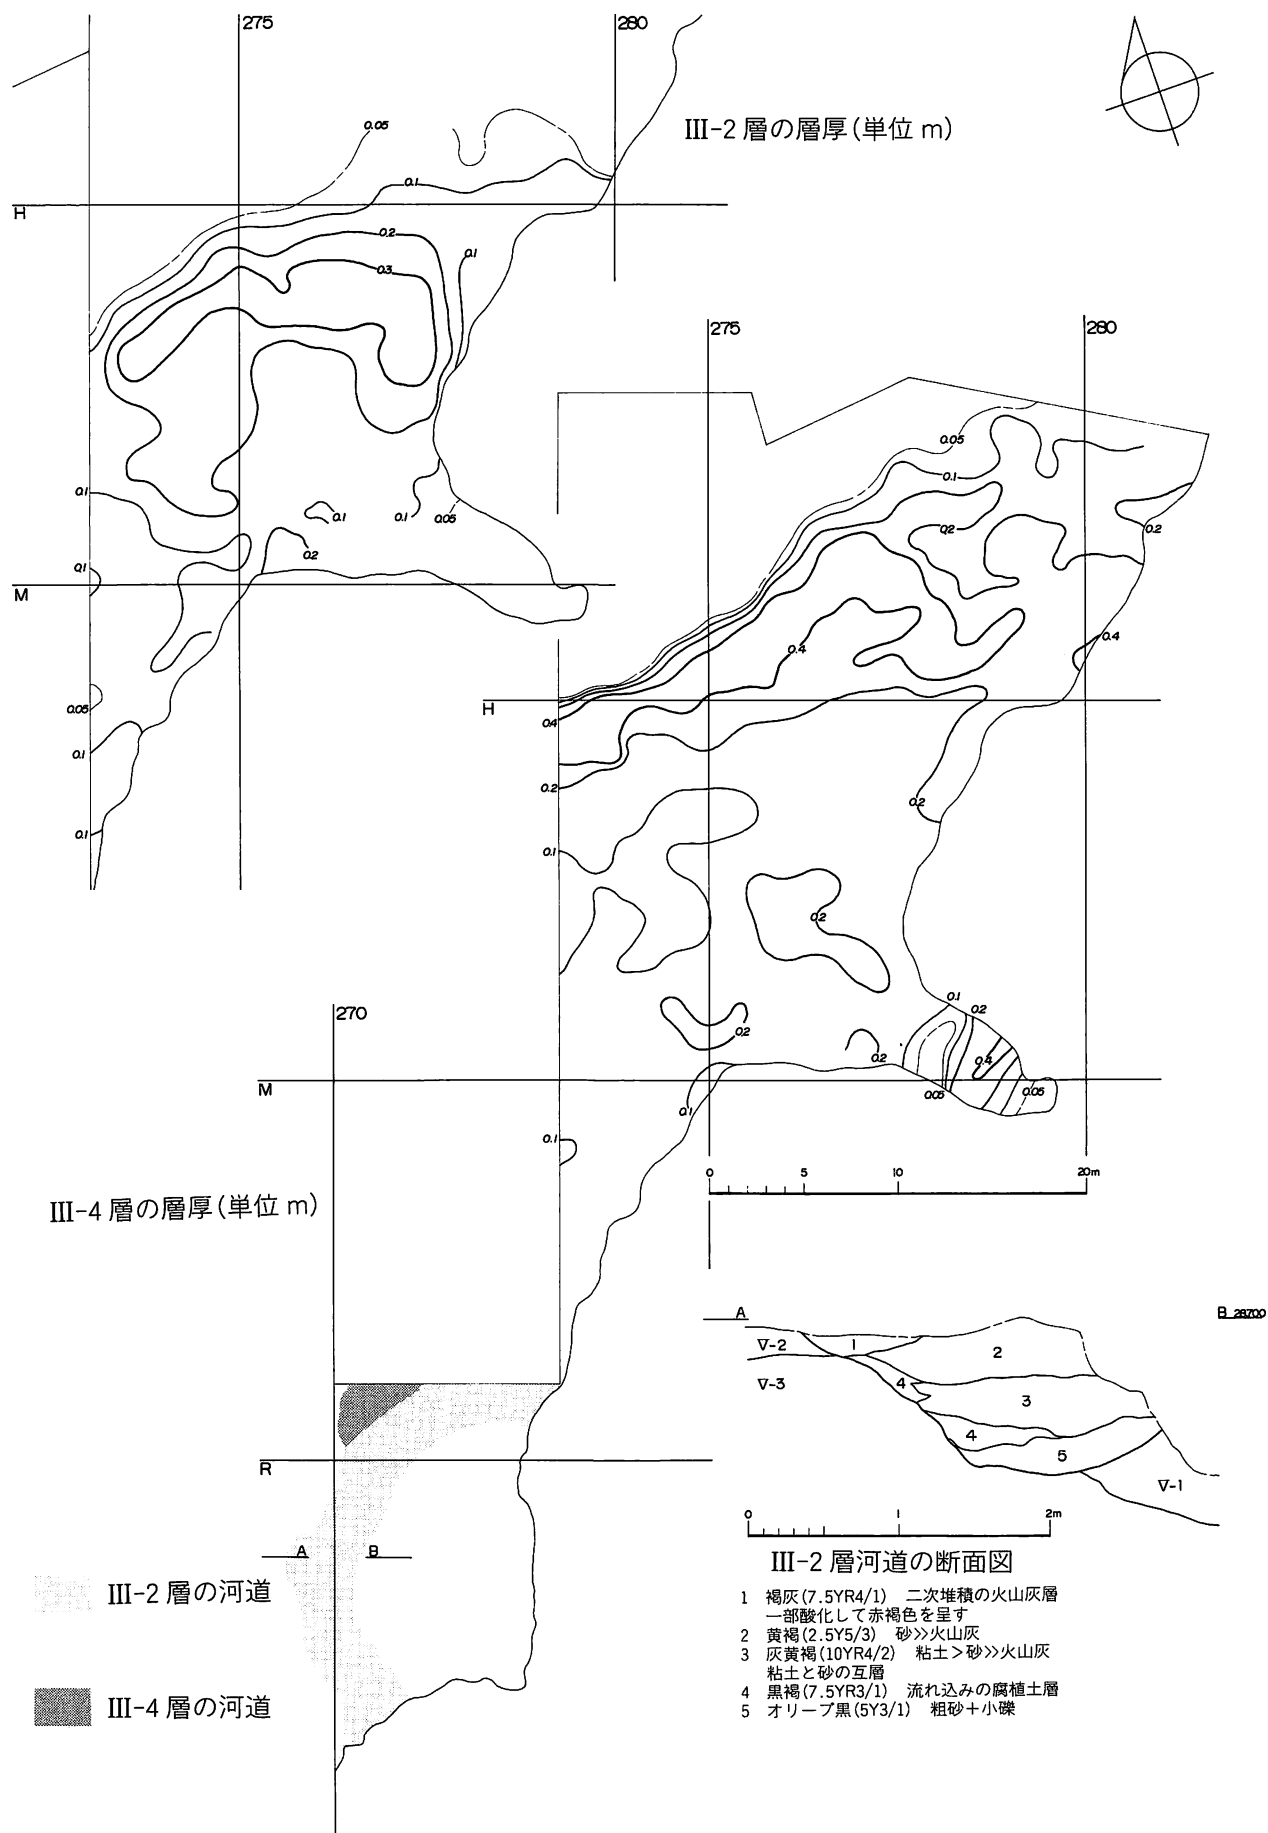 275
280
III-2 層の層厚(単位 m)
0.05
0.1
H
0.2
0.1
0.3
275
280
0.05
0.1
0.1
0.1
0.1
0.05
0.2
0.2
0.2
0.1
M
0.4
0.4
0.05
H
0.4
0.1
0.2
0.2
0.1
0.1
0.2
0.1
0.2
270
0.2
0.2
0.4
M
0.05
0.05
0.1
0.1
0 5 10 20m
III-4 層の層厚(単位 m)
A
B 28.700
V-2
1
2
V-3
4
3
4
5
R
V-1
0 1 2m
A B
III-2 層河道の断面図
III-2 層の河道
1 褐灰(7.5YR4/1) 二次堆積の火山灰層
一部酸化して赤褐色を呈す
2 黄褐(2.5Y5/3) 砂≫火山灰
3 灰黄褐(10YR4/2) 粘土>砂≫火山灰
粘土と砂の互層
4 黒褐(7.5YR3/1) 流れ込みの腐植土層
5 オリーブ黒(5Y3/1) 粗砂+小礫
III-4 層の河道